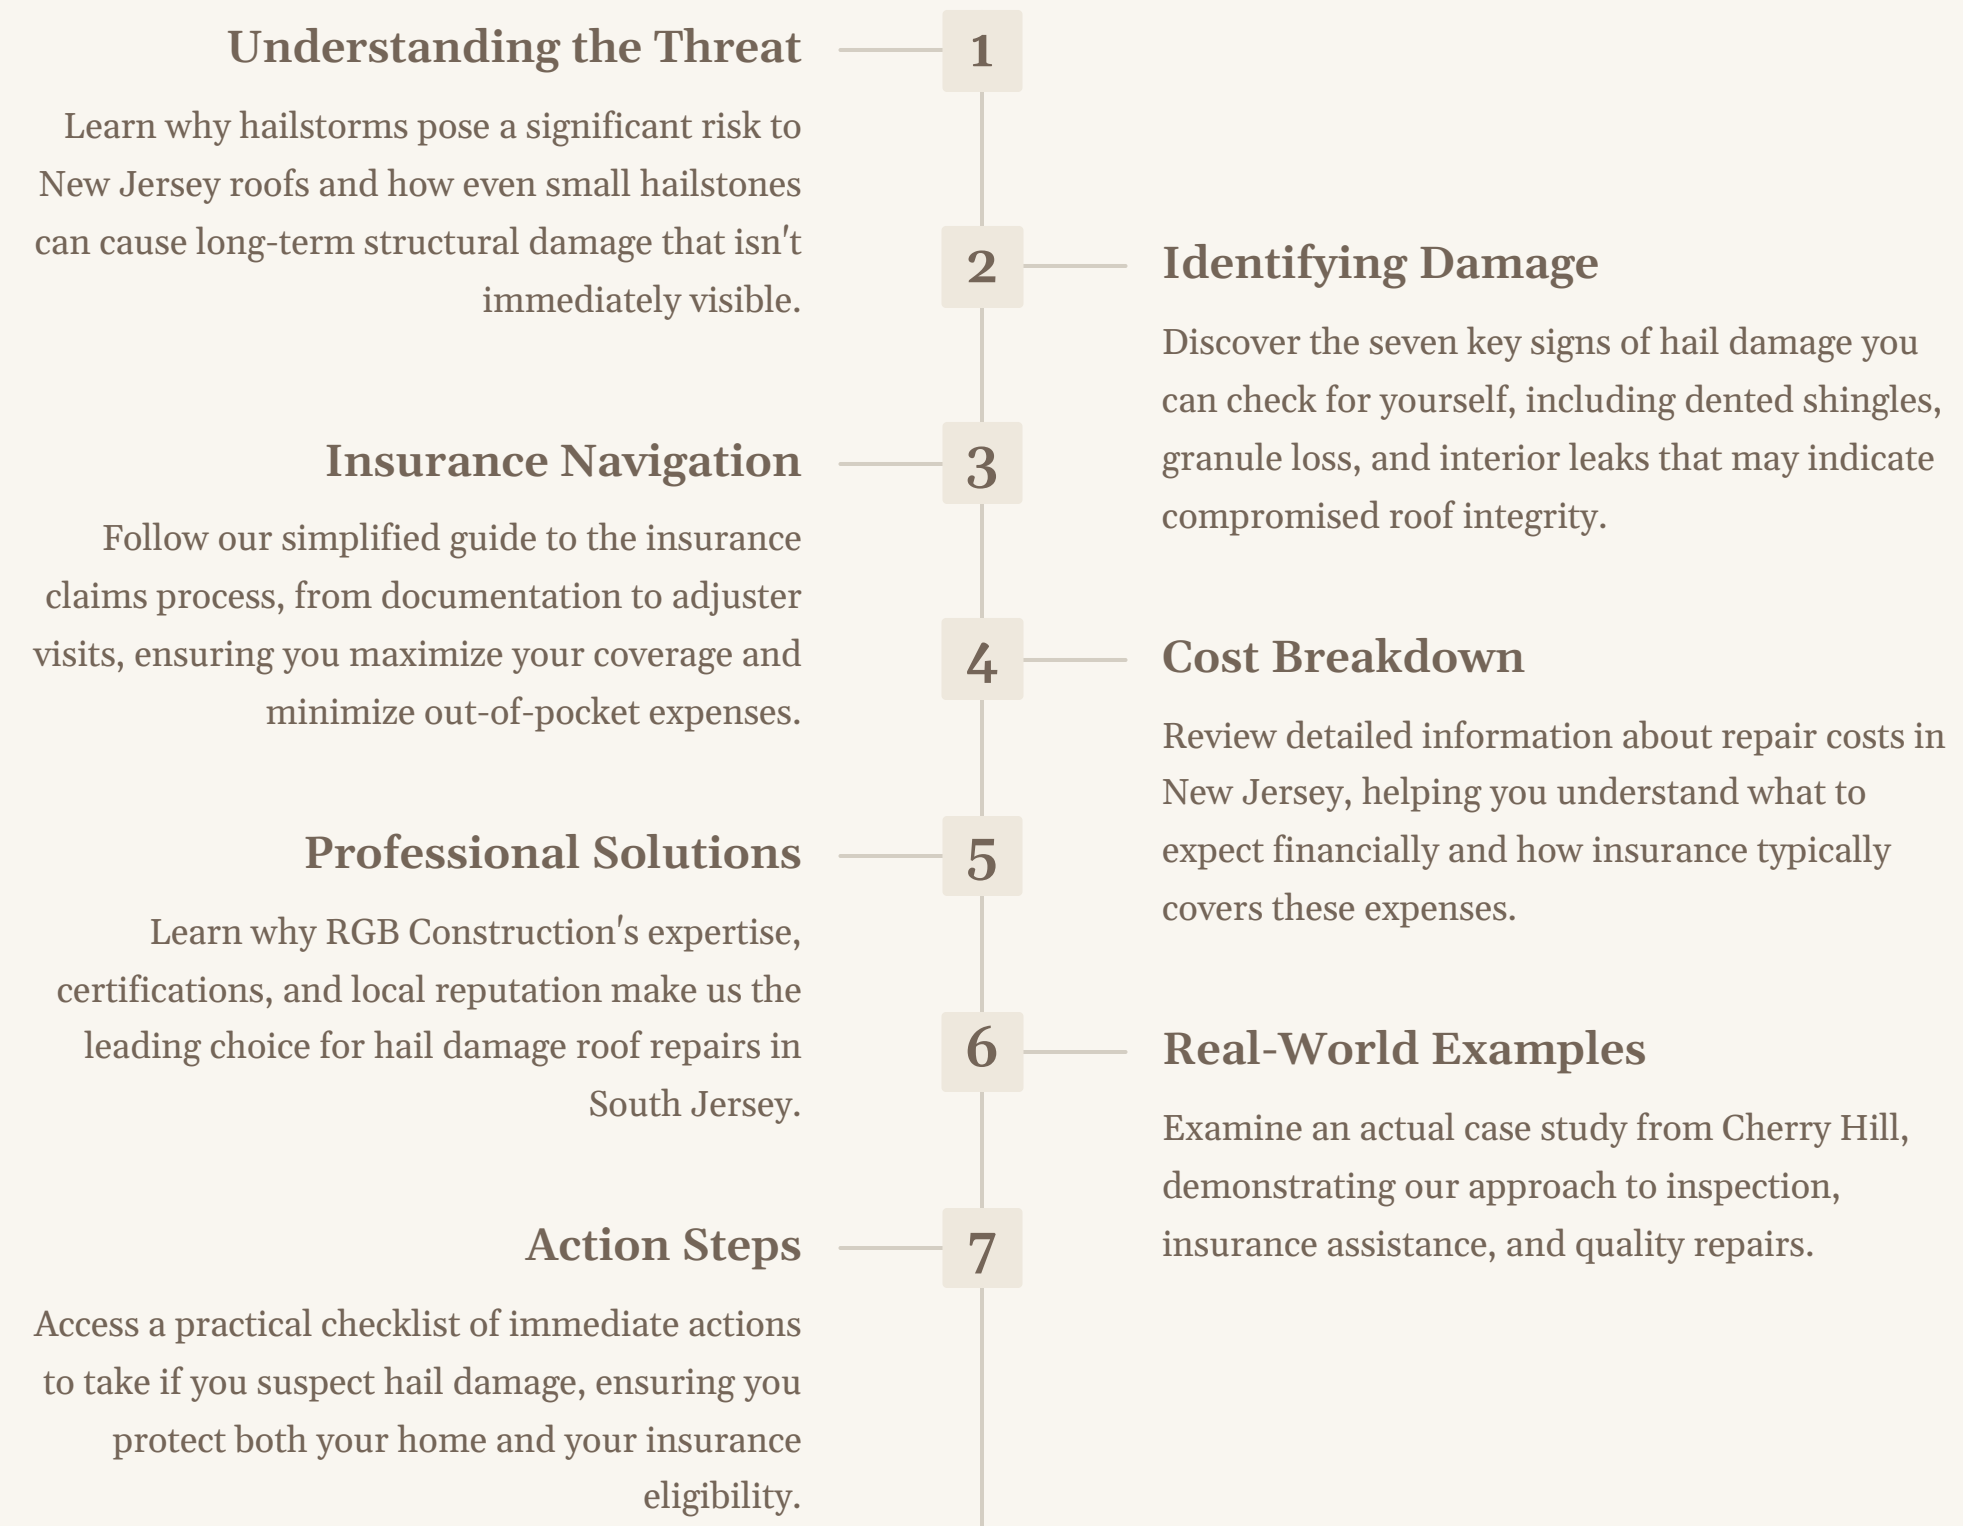 Understanding the Threat
1
Learn why hailstorms pose a significant risk to
New Jersey roofs and how even small hailstones
can cause long-term structural damage that isn't
immediately visible.
2
Identifying Damage
Discover the seven key signs of hail damage you
can check for yourself, including dented shingles,
granule loss, and interior leaks that may indicate
compromised roof integrity.
Insurance Navigation
3
Follow our simplified guide to the insurance
claims process, from documentation to adjuster
visits, ensuring you maximize your coverage and
minimize out-of-pocket expenses.
4
Cost Breakdown
Review detailed information about repair costs in
New Jersey, helping you understand what to
expect financially and how insurance typically
covers these expenses.
Professional Solutions
5
Learn why RGB Construction's expertise,
certifications, and local reputation make us the
leading choice for hail damage roof repairs in
South Jersey.
6
Real-World Examples
Examine an actual case study from Cherry Hill,
demonstrating our approach to inspection,
insurance assistance, and quality repairs.
Action Steps
7
Access a practical checklist of immediate actions
to take if you suspect hail damage, ensuring you
protect both your home and your insurance
eligibility.